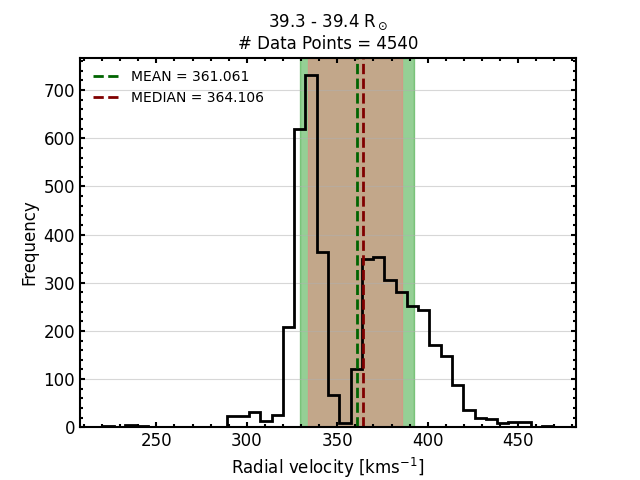 39.3 - 39.4 R⊙
# Data Points = 4540
MEAN = 361.061
MEDIAN = 364.106
700
600
500
400
300
200
100
0
Frequency
250
300
350
400
450
Radial velocity [kms⁻¹]